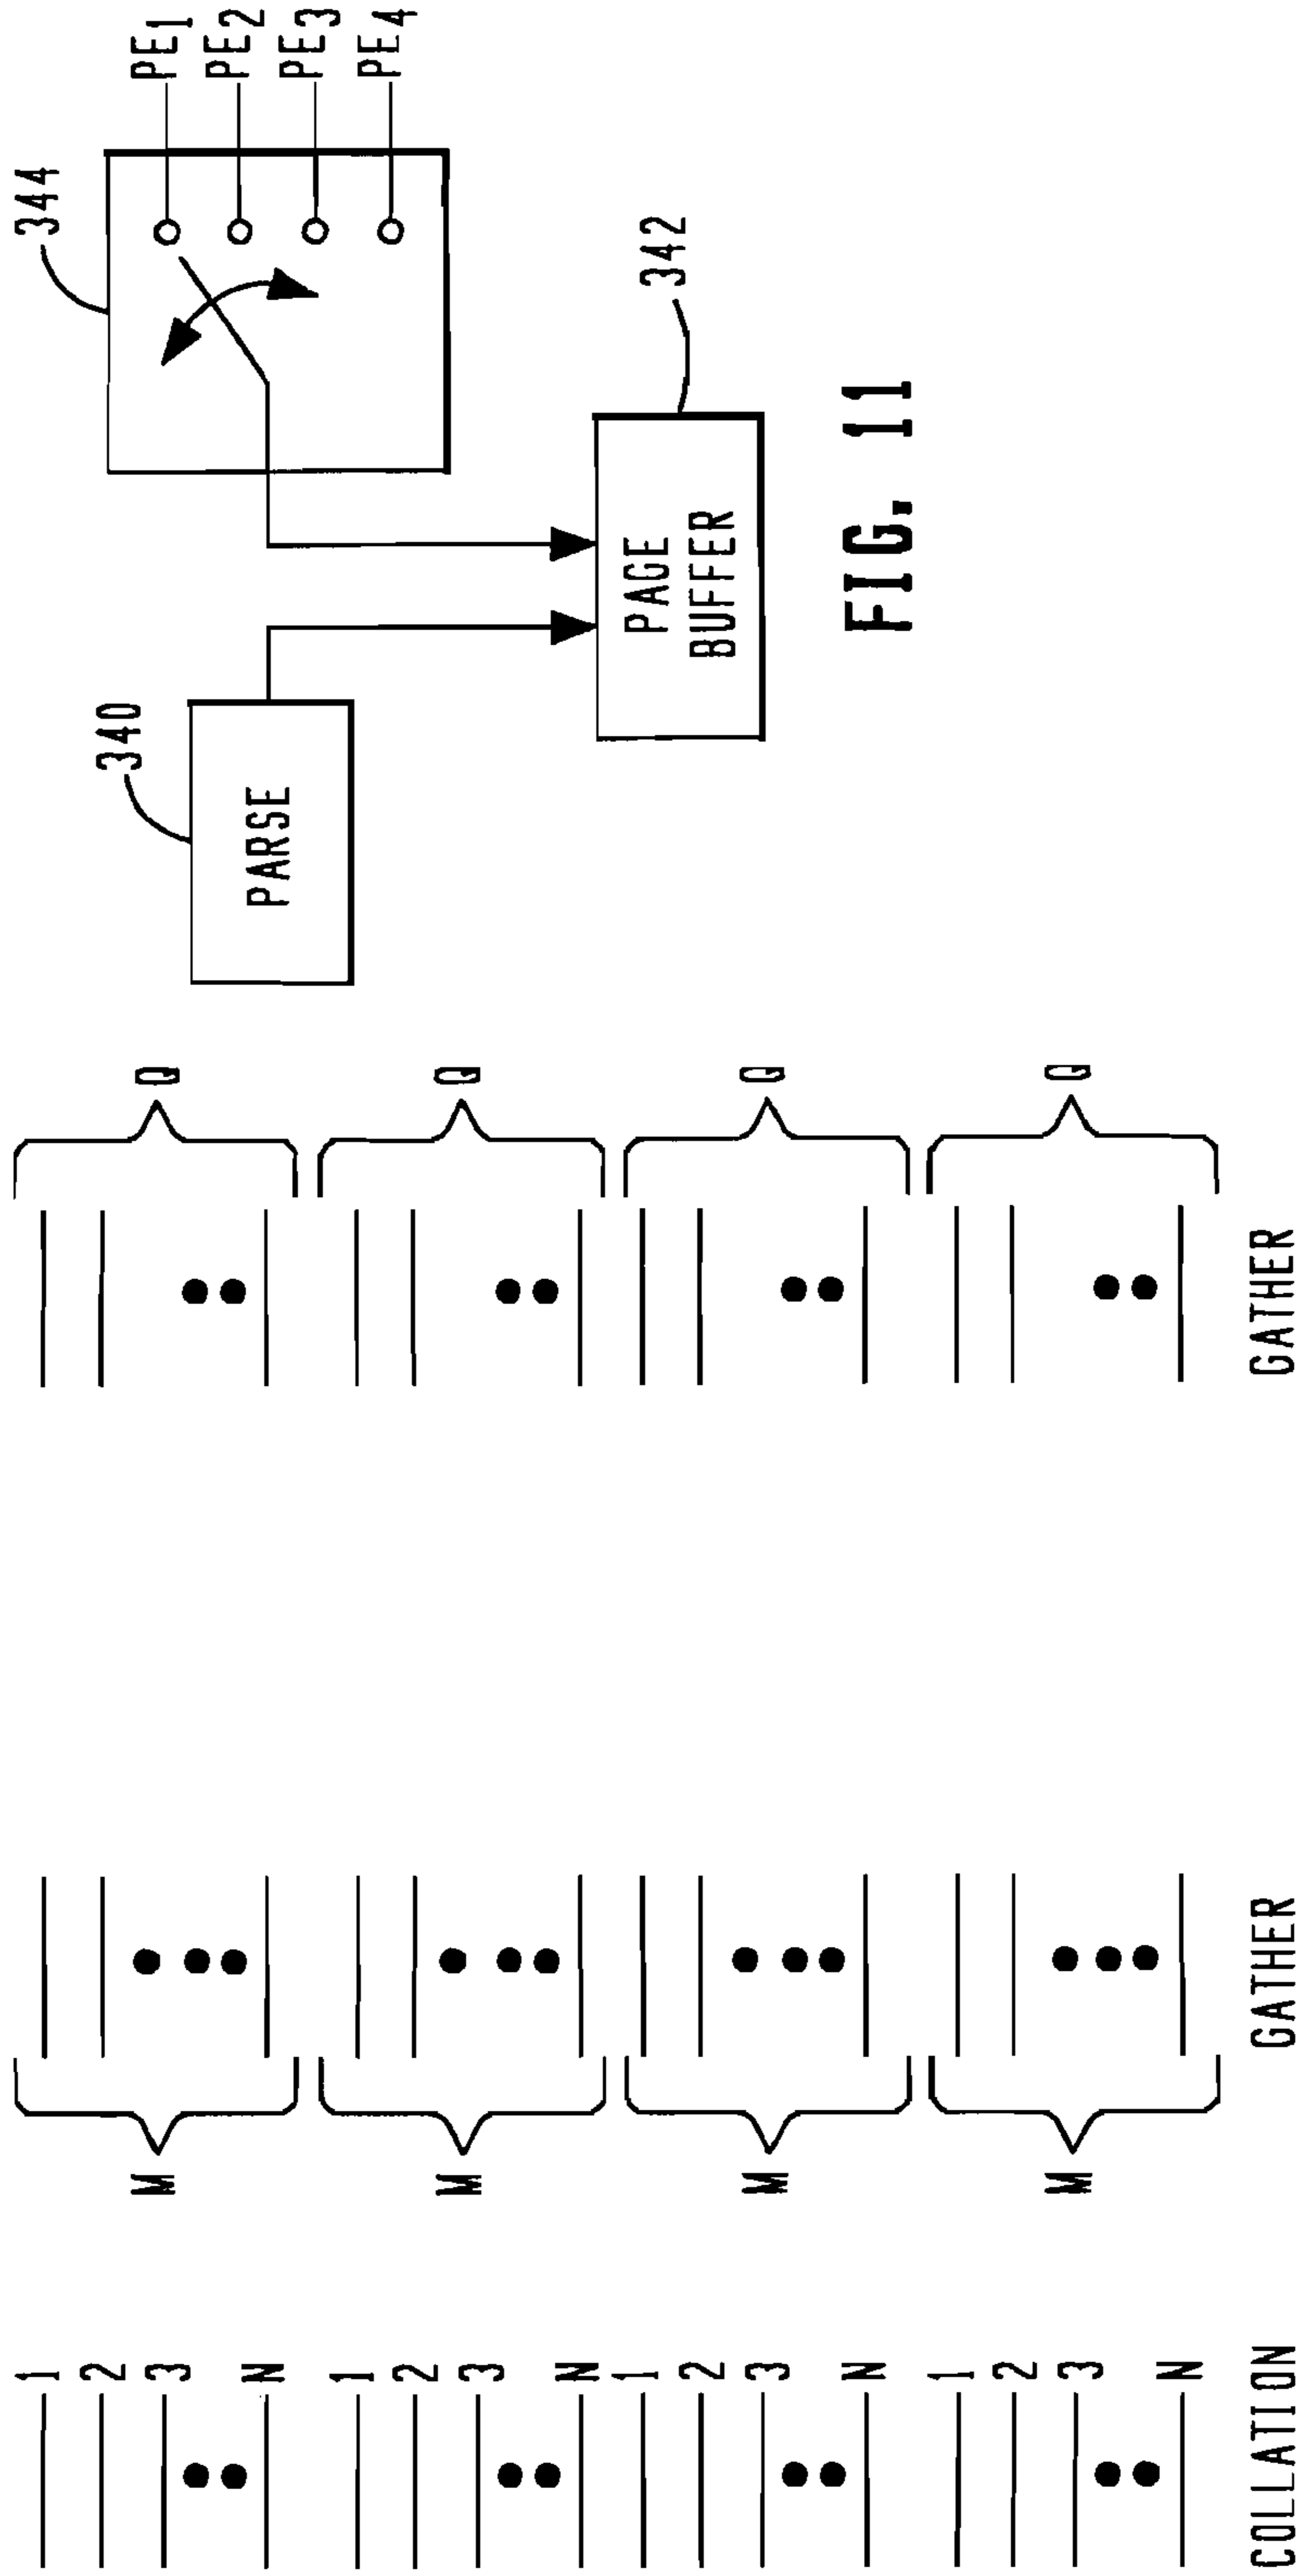 1
2
3
N
1
2
3
N
1
2
3
N
1
2
3
N
COLLATION
M
M
M
M
GATHER
Q
Q
Q
Q
GATHER
340
PARSE
344
PE1
PE2
PE3
PE4
PAGE
BUFFER
342
FIG. 11